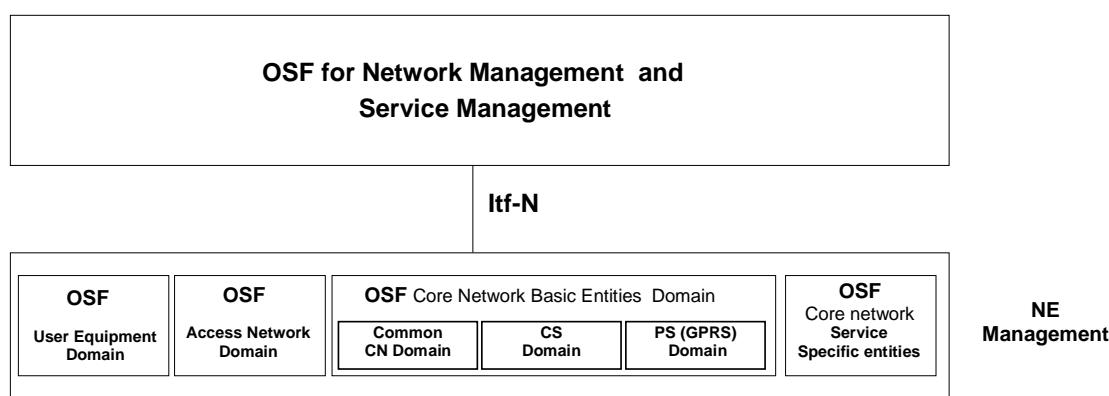 OSF for Network Management and
Service Management
Itf-N
OSF
User Equipment
Domain
OSF
Access Network
Domain
OSF Core Network Basic Entities Domain
Common
CN Domain
CS
Domain
PS (GPRS)
Domain
OSF
Core network
Service
Specific entities
NE
Management